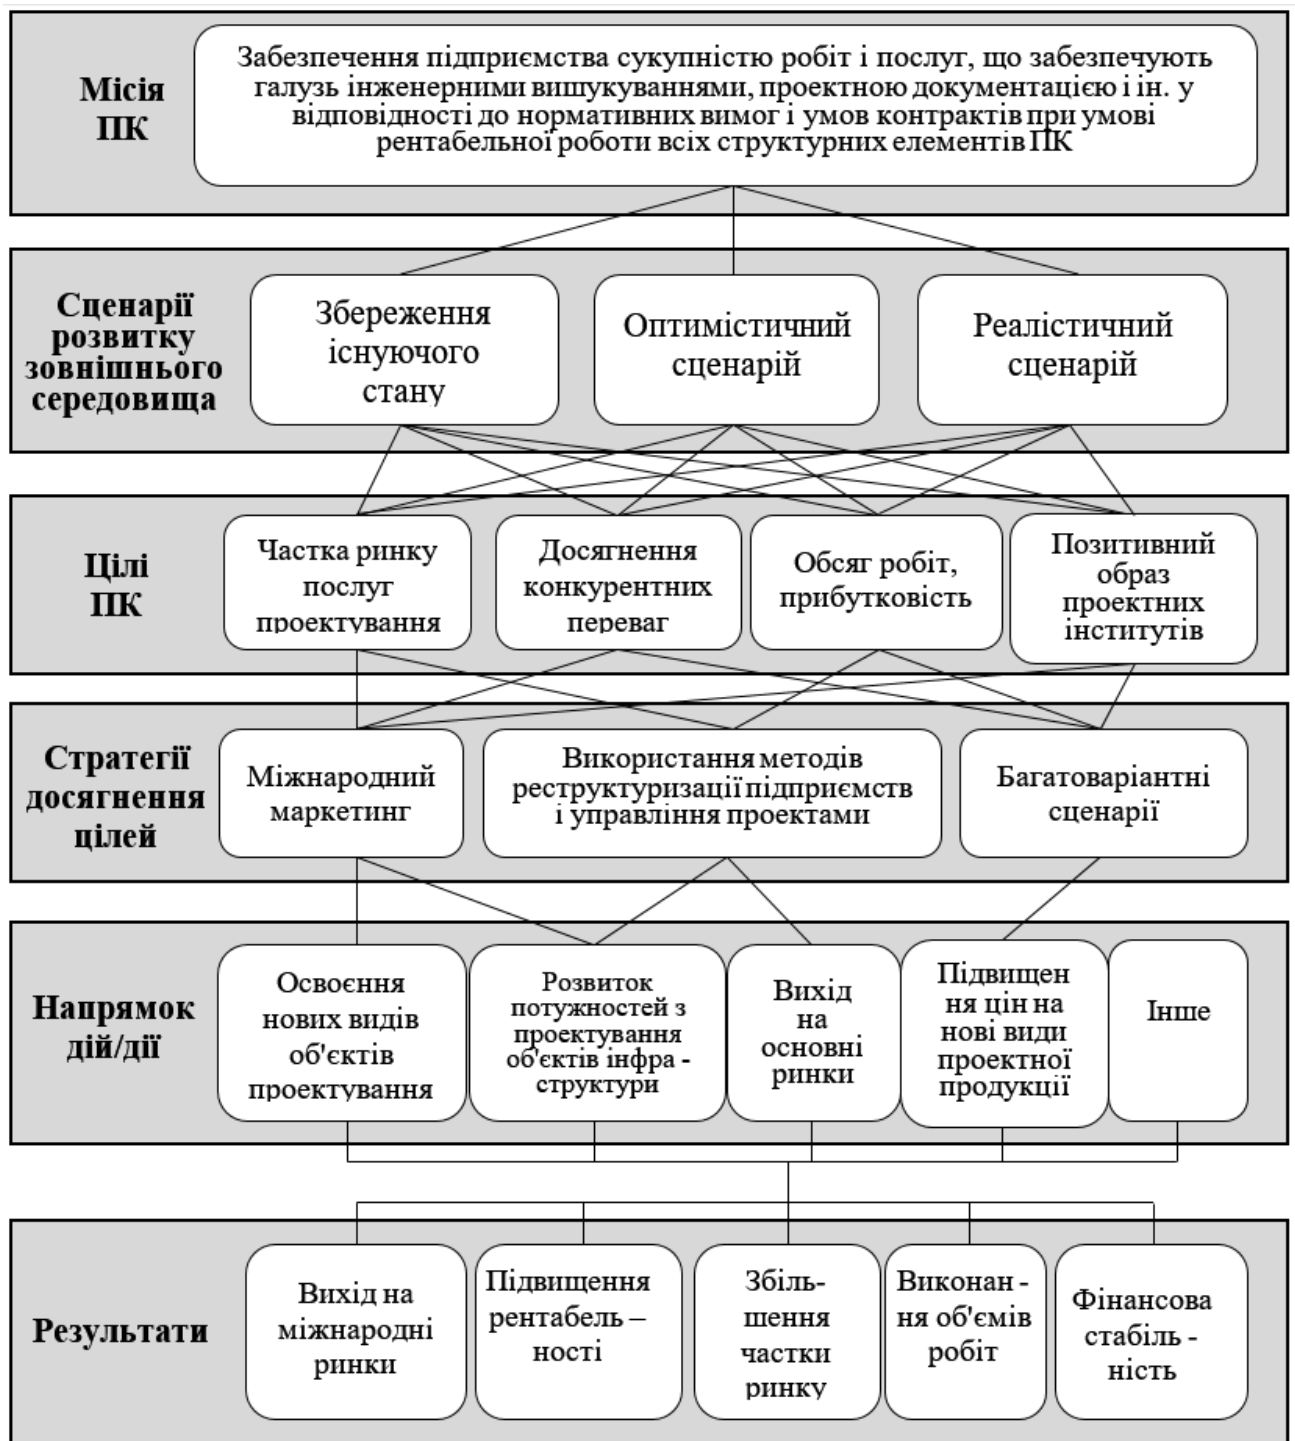 Місія
ПК
Забезпечення підприємства сукупністю робіт і послуг, що забезпечують
галузь інженерними вишукуваннями, проектною документацією і ін. у
відповідності до нормативних вимог і умов контрактів при умові
рентабельної роботи всіх структурних елементів ПК
Сценарії
розвитку
зовнішнього
середовища
Збереження
існуючого
стану
Оптимістичний
сценарій
Реалістичний
сценарій
Цілі
ПК
Частка ринку
послуг
проектування
Досягнення
конкурентних
переваг
Обсяг робіт,
прибутковість
Позитивний
образ
проектних
інститутів
Стратегії
досягнення
цілей
Міжнародний
маркетинг
Використання методів
реструктуризації підприємств
і управління проектами
Багатоваріантні
сценарії
Напрямок
дій/дії
Освоєння
нових видів
об'єктів
проектування
Розвиток
потужностей з
проектування
об'єктів інфра -
структури
Вихід
на
основні
ринки
Підвищен
ня цін на
нові види
проектної
продукції
Інше
Результати
Вихід на
міжнародні
ринки
Підвищення
рентабель –
ності
Збіль-
шення
частки
ринку
Виконан -
ня об'ємів
робіт
Фінансова
стабіль -
ність